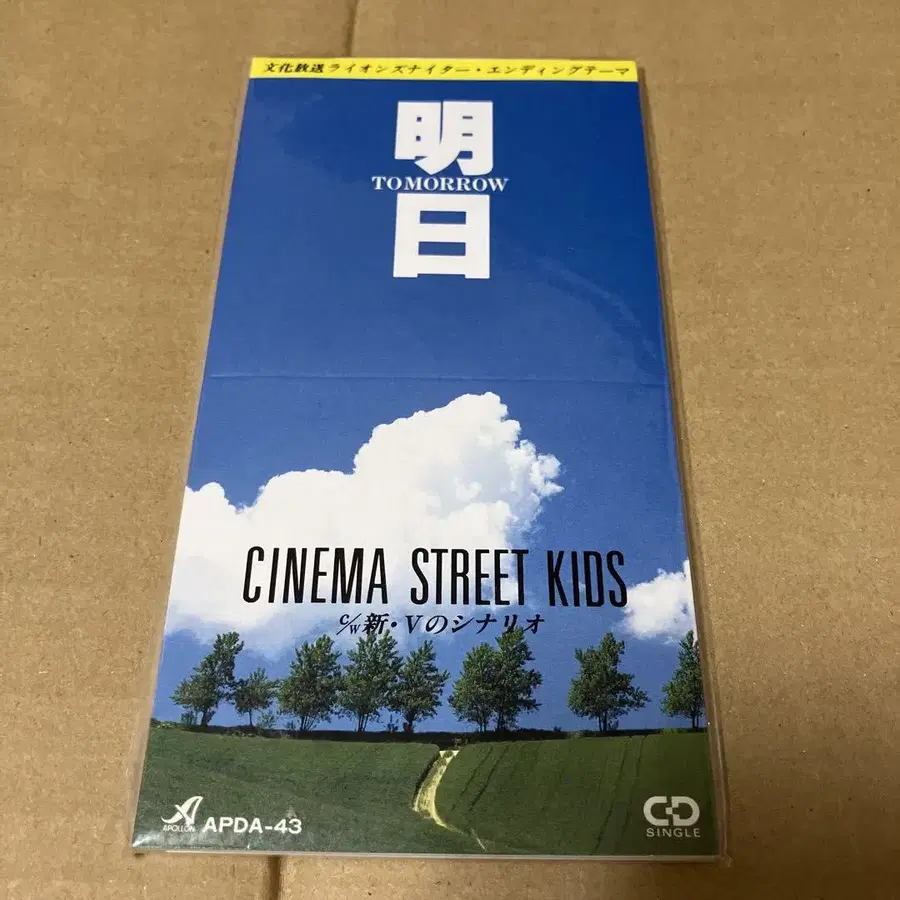 文化放送ライオンズナイター・エンディングテーマ
明
TOMORROW
日
CINEMA STREET KIDS
c/w新・Vのシナリオ
APOLLON APDA-43
CD
SINGLE